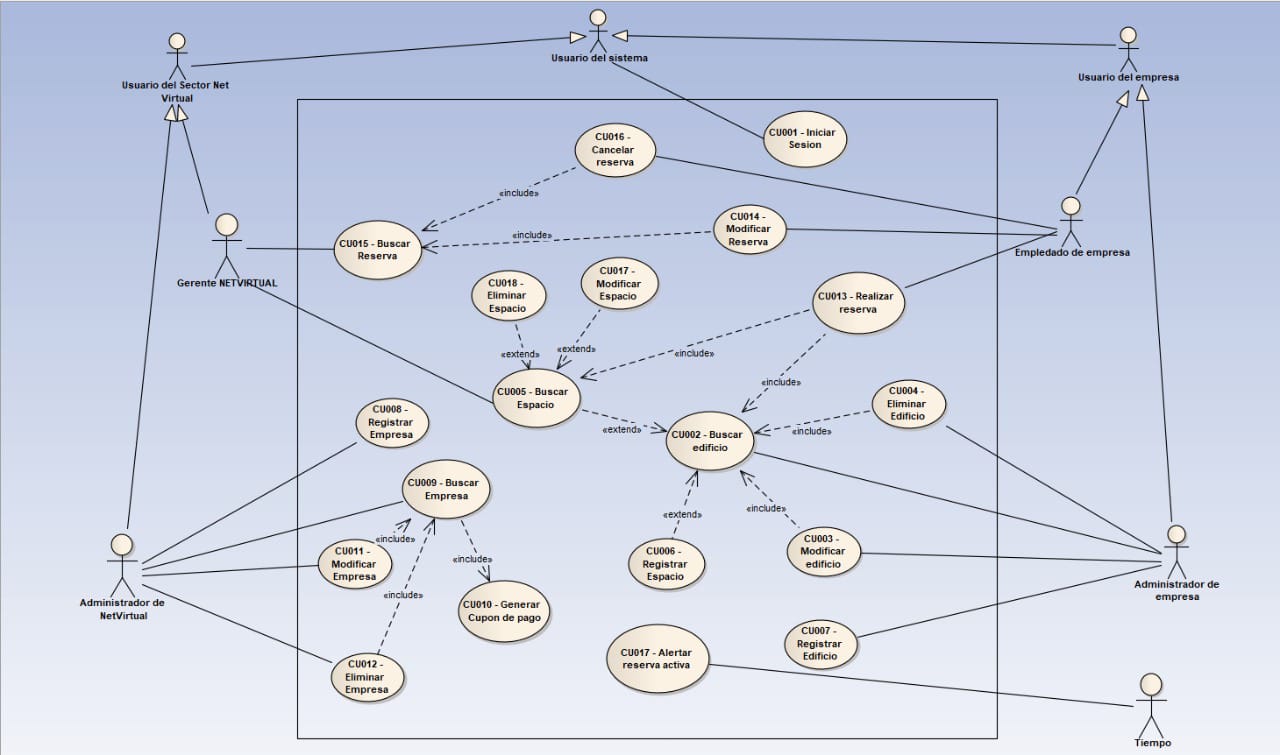 Usuario del sistema
Usuario del Sector Net
Virtual
Usuario del empresa
CU016 -
Cancelar
reserva
CU001 - Iniciar
Sesion
«include»
CU015 - Buscar
Reserva
«include»
CU014 -
Modificar
Reserva
Gerente NETVIRTUAL
Empledado de empresa
CU018 -
Eliminar
Espacio
CU017 -
Modificar
Espacio
CU013 - Realizar
reserva
«extend»
«extend»
«include»
CU005 - Buscar
Espacio
«include»
CU004 -
Eliminar
Edificio
CU008 -
Registrar
Empresa
«extend»
CU002 - Buscar
edificio
«include»
CU009 - Buscar
Empresa
«extend»
«include»
«include»
CU011 -
Modificar
Empresa
«include»
CU006 -
Registrar
Espacio
CU003 -
Modificar
edificio
Administrador de
NetVirtual
«include»
CU010 - Generar
Cupon de pago
Administrador de
empresa
CU012 -
Eliminar
Empresa
CU017 - Alertar
reserva activa
CU007 -
Registrar
Edificio
Tiempo